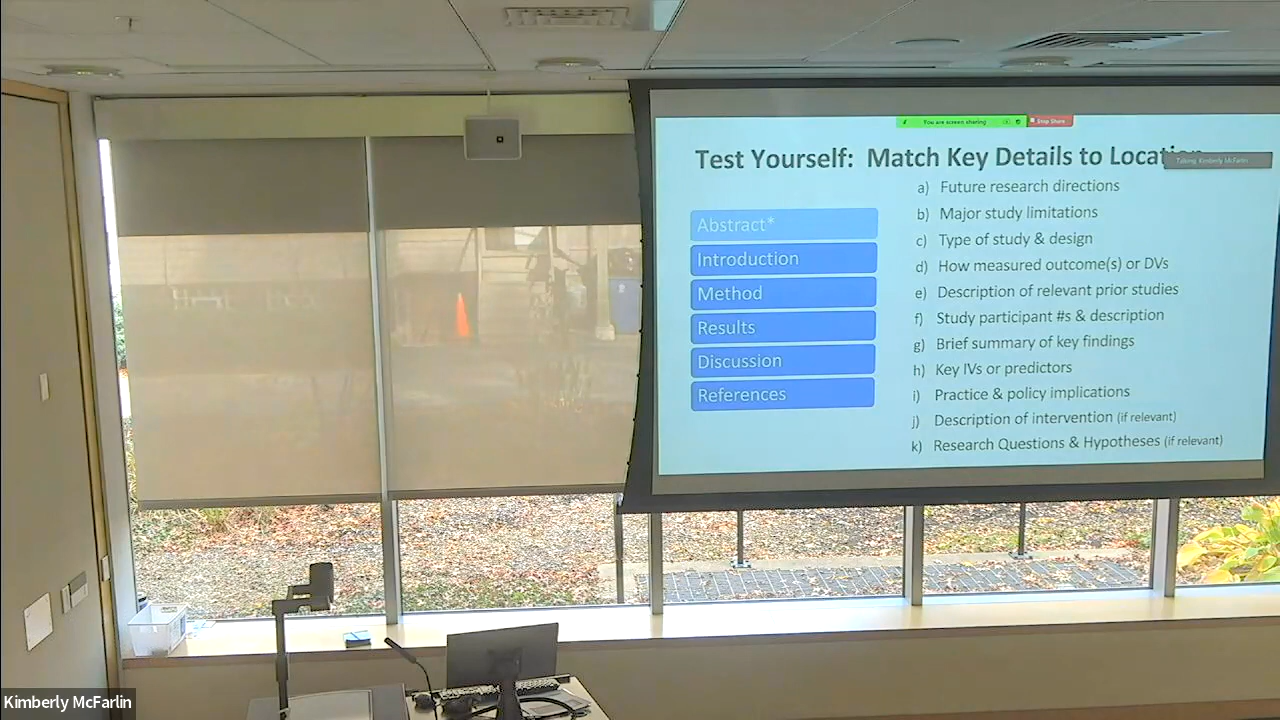 You are screen sharing
Stop Share
Test Yourself: Match Key Details to
Talking: Kimberly McFarlin
Abstract*
Introduction
Method
Results
Discussion
References
a) Future research directions
b) Major study limitations
c) Type of study & design
d) How measured outcome(s) or DVs
e) Description of relevant prior studies
f) Study participant #s & description
g) Brief summary of key findings
h) Key IVs or predictors
i) Practice & policy implications
j) Description of intervention (if relevant)
k) Research Questions & Hypotheses (if relevant)
Kimberly McFarlin